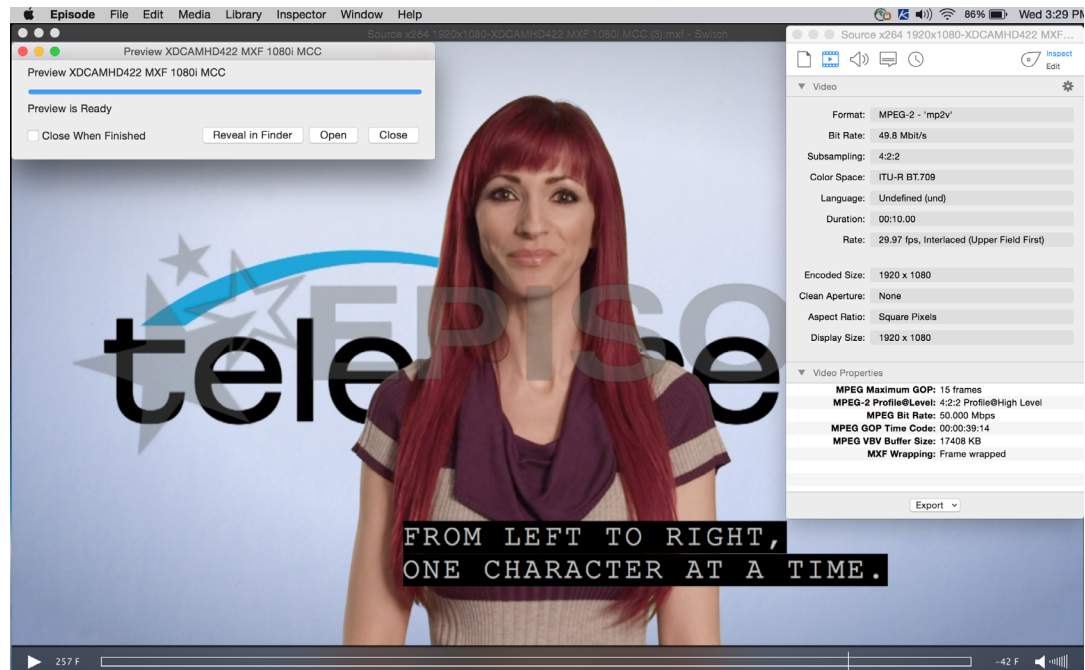 Episode File Edit Media Library Inspector Window Help 86% Wed 3:29 PM
Source x264 1920x1080-XDCAMHD422 MXF 1080i MCC (3).mxf - Switch
Source x264 1920x1080-XDCAMHD422 MXF...
Preview XDCAMHD422 MXF 1080i MCC
Preview XDCAMHD422 MXF 1080i MCC
Preview is Ready
Close When Finished Reveal in Finder Open Close
Inspect
Edit
Video
Format: MPEG-2 - 'mp2v'
Bit Rate: 49.8 Mbit/s
Subsampling: 4:2:2
Color Space: ITU-R BT.709
Language: Undefined (und)
Duration: 00:10.00
Rate: 29.97 fps, Interlaced (Upper Field First)
Encoded Size: 1920 x 1080
Clean Aperture: None
Aspect Ratio: Square Pixels
Display Size: 1920 x 1080
Video Properties
MPEG Maximum GOP: 15 frames
MPEG-2 Profile@Level: 4:2:2 Profile@High Level
MPEG Bit Rate: 50.000 Mbps
MPEG GOP Time Code: 00:00:39:14
MPEG VBV Buffer Size: 17408 KB
MXF Wrapping: Frame wrapped
Export
EPISO
tele e
FROM LEFT TO RIGHT,
ONE CHARACTER AT A TIME.
257 F -42 F